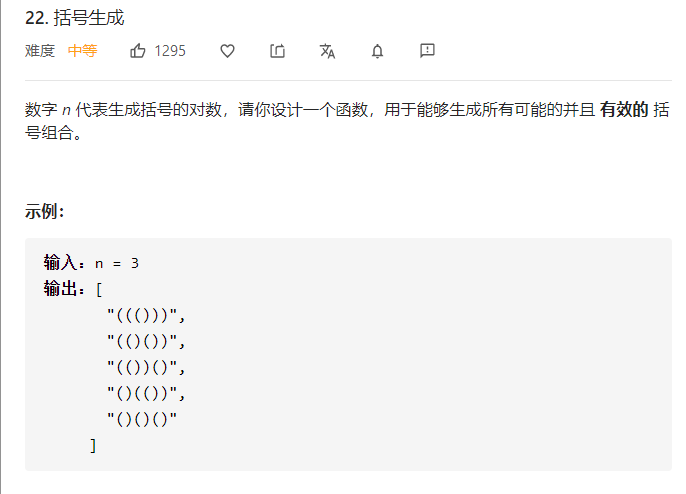 22. 括号生成
难度 中等 1295
数字 n 代表生成括号的对数，请你设计一个函数，用于能够生成所有可能的并且 有效的 括
号组合。
示例：
输入：n = 3
输出：[
"((()))",
"(()())",
"(())()",
"()(())",
"()()()"
]